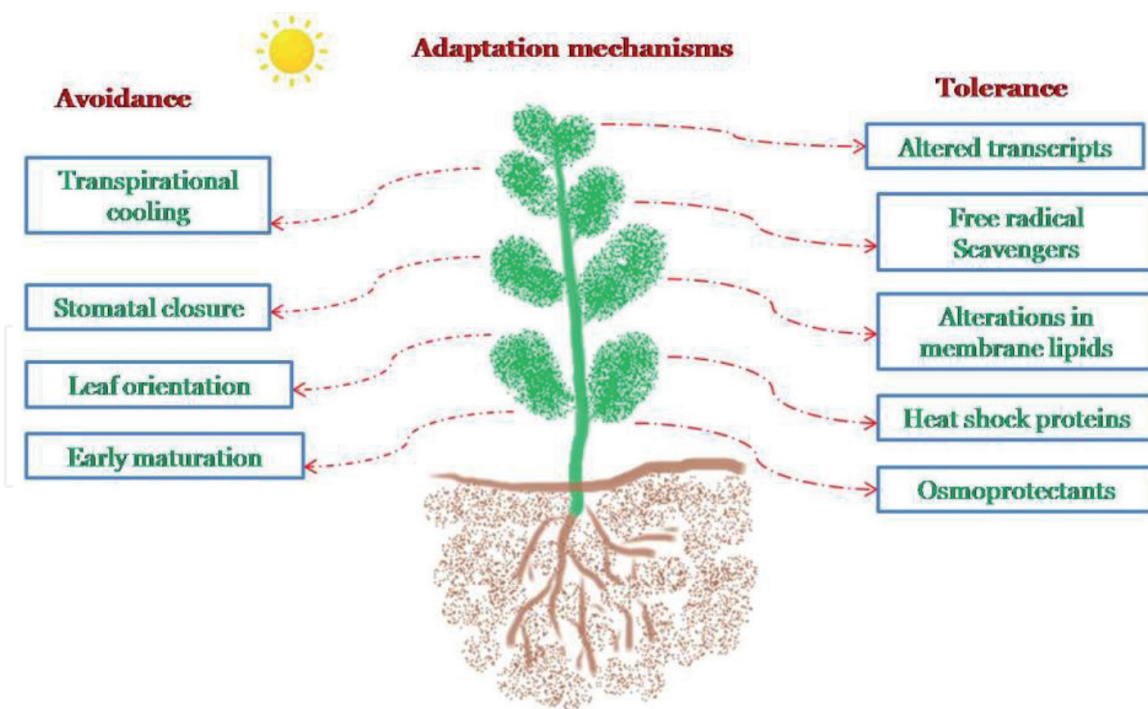 Adaptation mechanisms
Avoidance
Transpirational
cooling
Stomatal closure
Leaf orientation
Early maturation
Tolerance
Altered transcripts
Free radical
Scavengers
Alterations in
membrane lipids
Heat shock proteins
Osmoprotectants